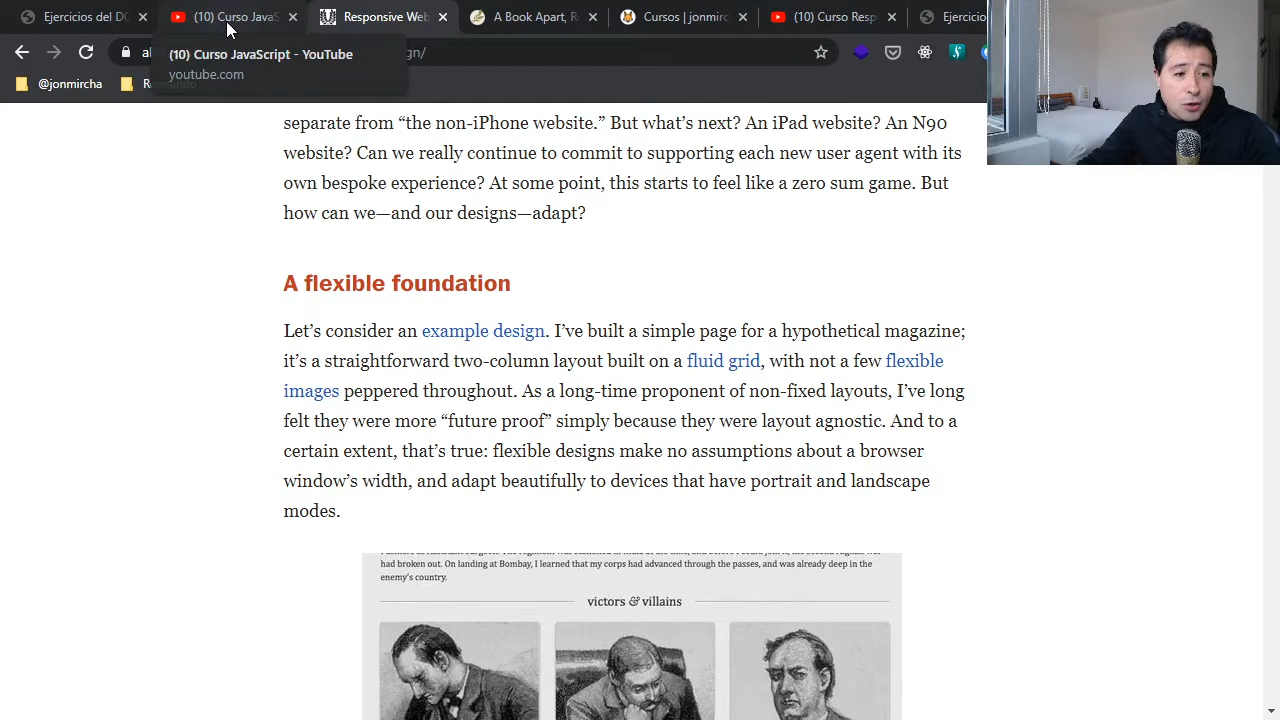 Ejercicios del DO
(10) Curso JavaS
Responsive Web
A Book Apart, R
Cursos | jonmirc
(10) Curso Resp
Ejercicio
(10) Curso JavaScript - YouTube
gn/
youtube.com
@jonmircha
separate from “the non-iPhone website.” But what’s next? An iPad website? An N90
website? Can we really continue to commit to supporting each new user agent with its
own bespoke experience? At some point, this starts to feel like a zero sum game. But
how can we—and our designs—adapt?
A flexible foundation
Let’s consider an example design. I’ve built a simple page for a hypothetical magazine;
it’s a straightforward two-column layout built on a fluid grid, with not a few flexible
images peppered throughout. As a long-time proponent of non-fixed layouts, I’ve long
felt they were more “future proof” simply because they were layout agnostic. And to a
certain extent, that’s true: flexible designs make no assumptions about a browser
window’s width, and adapt beautifully to devices that have portrait and landscape
modes.
had broken out. On landing at Bombay, I learned that my corps had advanced through the passes, and was already deep in the
enemy’s country.
victors & villains